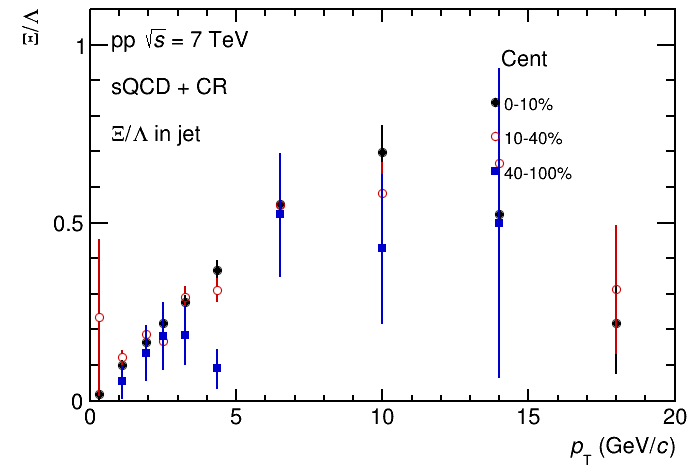 Ξ/Λ
1
0.5
0
pp √s = 7 TeV
sQCD + CR
Ξ/Λ in jet
Cent
0-10%
10-40%
40-100%
0 5 10 15 20
p_T (GeV/c)